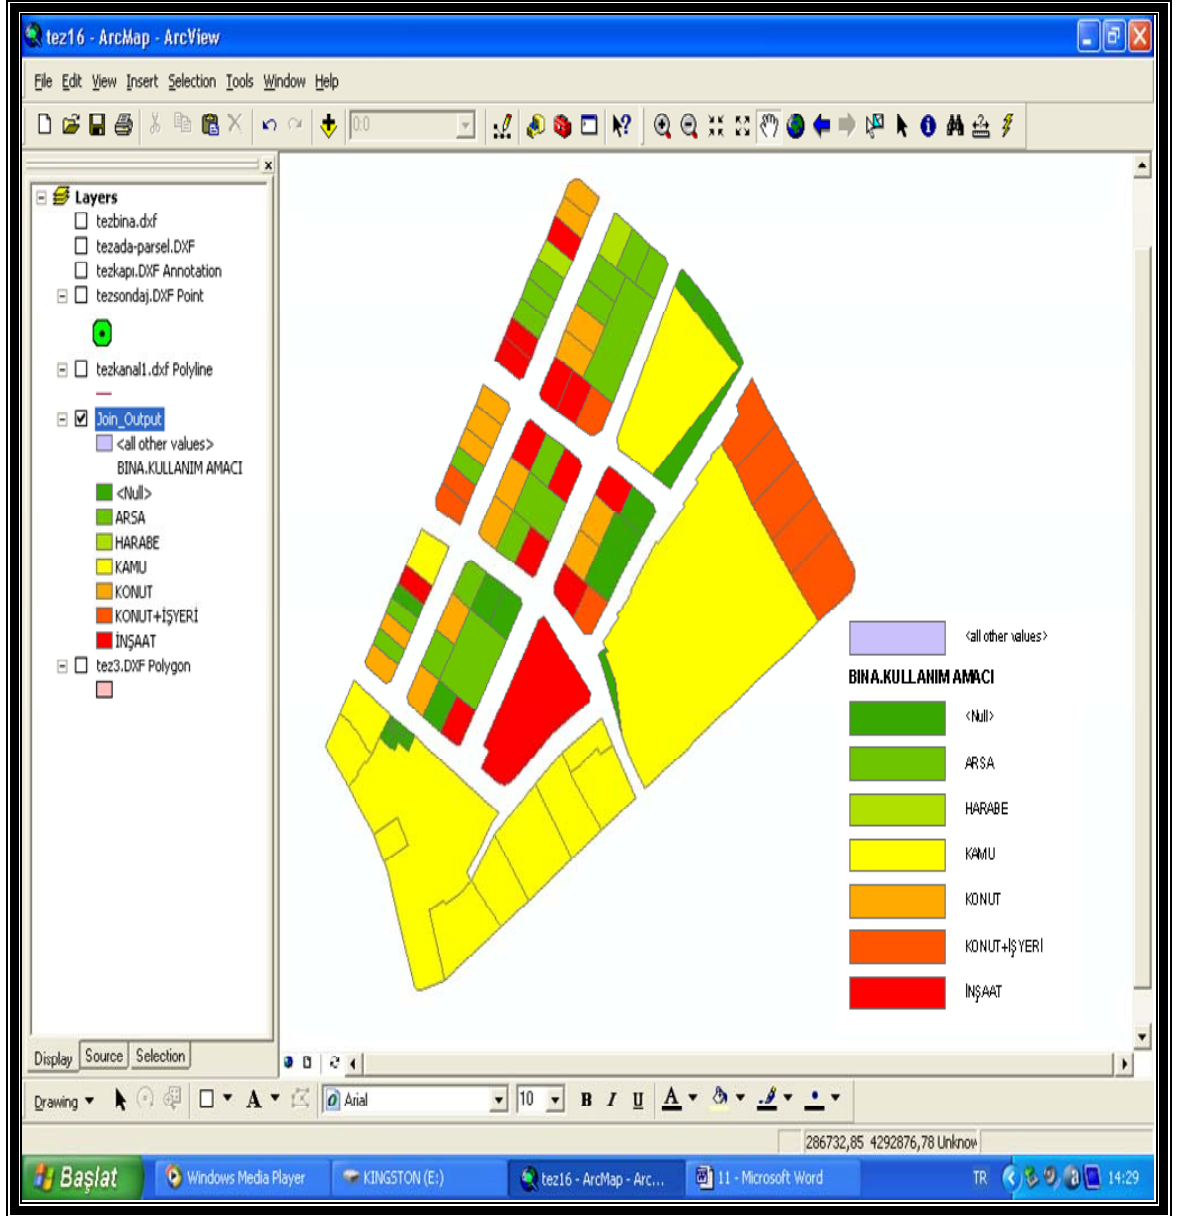 tez16 - ArcMap - ArcView
File Edit View Insert Selection Tools Window Help
0:0
Layers
tezbina.dxf
tezada-parsel.DXF
tezkapı.DXF Annotation
tezsondaj.DXF Point
tezkanal1.dxf Polyline
Join_Output
<all other values>
BINA.KULLANIM AMACI
<Null>
ARSA
HARABE
KAMU
KONUT
KONUT+İŞYERİ
İNŞAAT
tez3.DXF Polygon
<all other values>
BINA.KULLANIM AMACI
<Null>
ARSA
HARABE
KAMU
KONUT
KONUT+İŞYERİ
İNŞAAT
Display Source Selection
Drawing A Arial 10 B I U A
286732,85 4292876,78 Unknow
Başlat Windows Media Player KINGSTON (E:) tez16 - ArcMap - Arc... 11 - Microsoft Word TR 14:29